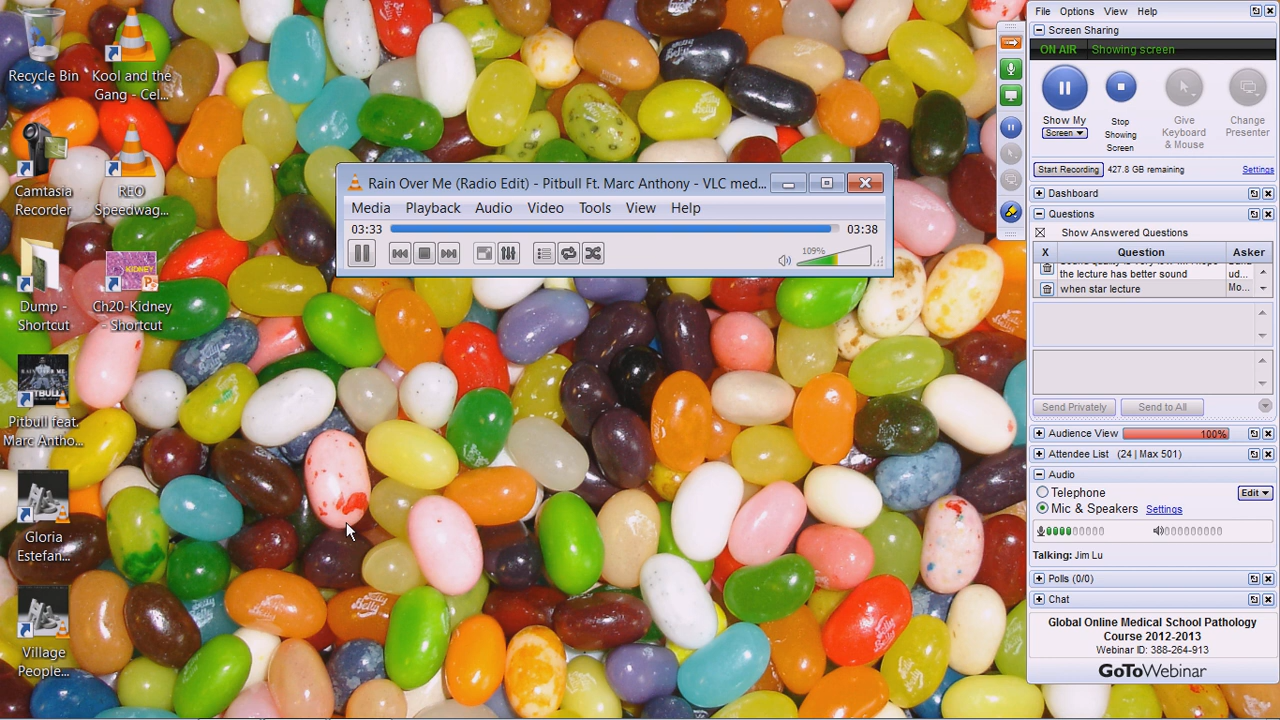 Recycle Bin
Kool and the
Gang - Cel...
Camtasia
Recorder
REO
Speedwag...
Dump -
Shortcut
KIDNEY
Ch20-Kidney
- Shortcut
PITBULL
Pitbull feat.
Marc Antho...
Gloria
Estefan...
Village
People...
Rain Over Me (Radio Edit) - Pitbull Ft. Marc Anthony - VLC med...
Media Playback Audio Video Tools View Help
03:33 03:38
109%
File Options View Help
Screen Sharing
ON AIR Showing screen
Show My
Screen
Stop
Showing
Screen
Give
Keyboard
& Mouse
Change
Presenter
Start Recording 427.8 GB remaining Settings
Dashboard
Questions
Show Answered Questions
X Question Asker
the lecture has better sound ud...
when star lecture Mo...
Send Privately Send to All
Audience View 100%
Attendee List (24 | Max 501)
Audio
Telephone Edit
Mic & Speakers Settings
Talking: Jim Lu
Polls (0/0)
Chat
Global Online Medical School Pathology
Course 2012-2013
Webinar ID: 388-264-913
GoToWebinar